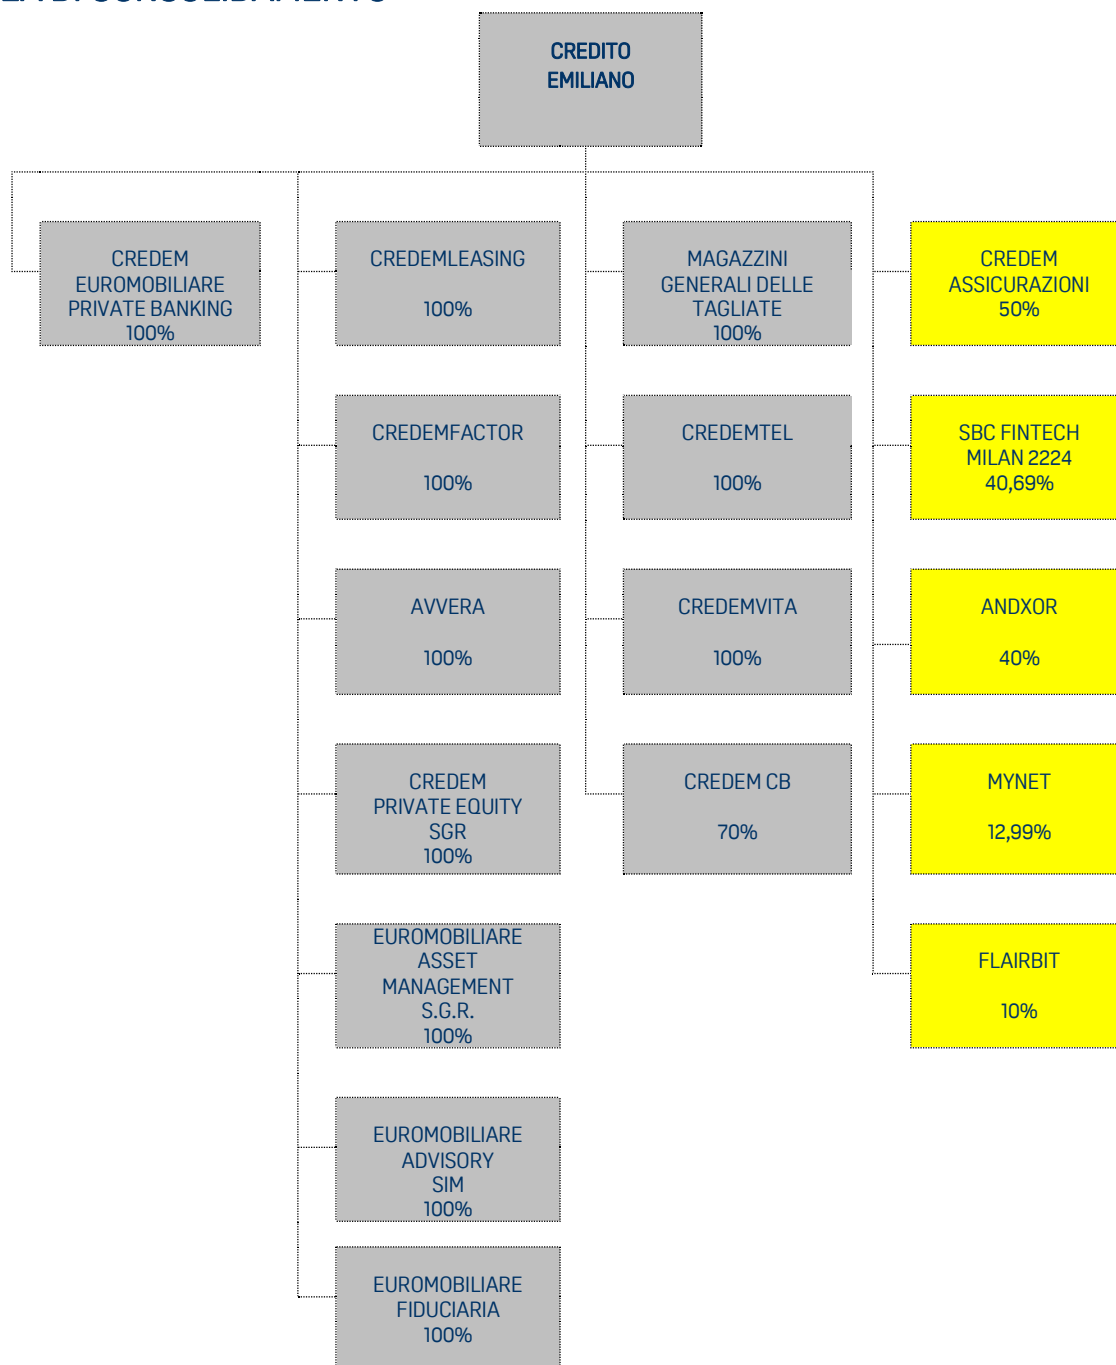 CREDITO
EMILIANO
CREDEM
EUROMOBILIARE
PRIVATE BANKING
100%
CREDEMLEASING
100%
MAGAZZINI
GENERALI DELLE
TAGLIATE
100%
CREDEM
ASSICURAZIONI
50%
CREDEMFACTOR
100%
CREDEMTEL
100%
SBC FINTECH
MILAN 2224
40,69%
AVVERA
100%
CREDEMVITA
100%
ANDXOR
40%
CREDEM
PRIVATE EQUITY
SGR
100%
CREDEM CB
70%
MYNET
12,99%
EUROMOBILIARE
ASSET
MANAGEMENT
S.G.R.
100%
FLAIRBIT
10%
EUROMOBILIARE
ADVISORY
SIM
100%
EUROMOBILIARE
FIDUCIARIA
100%